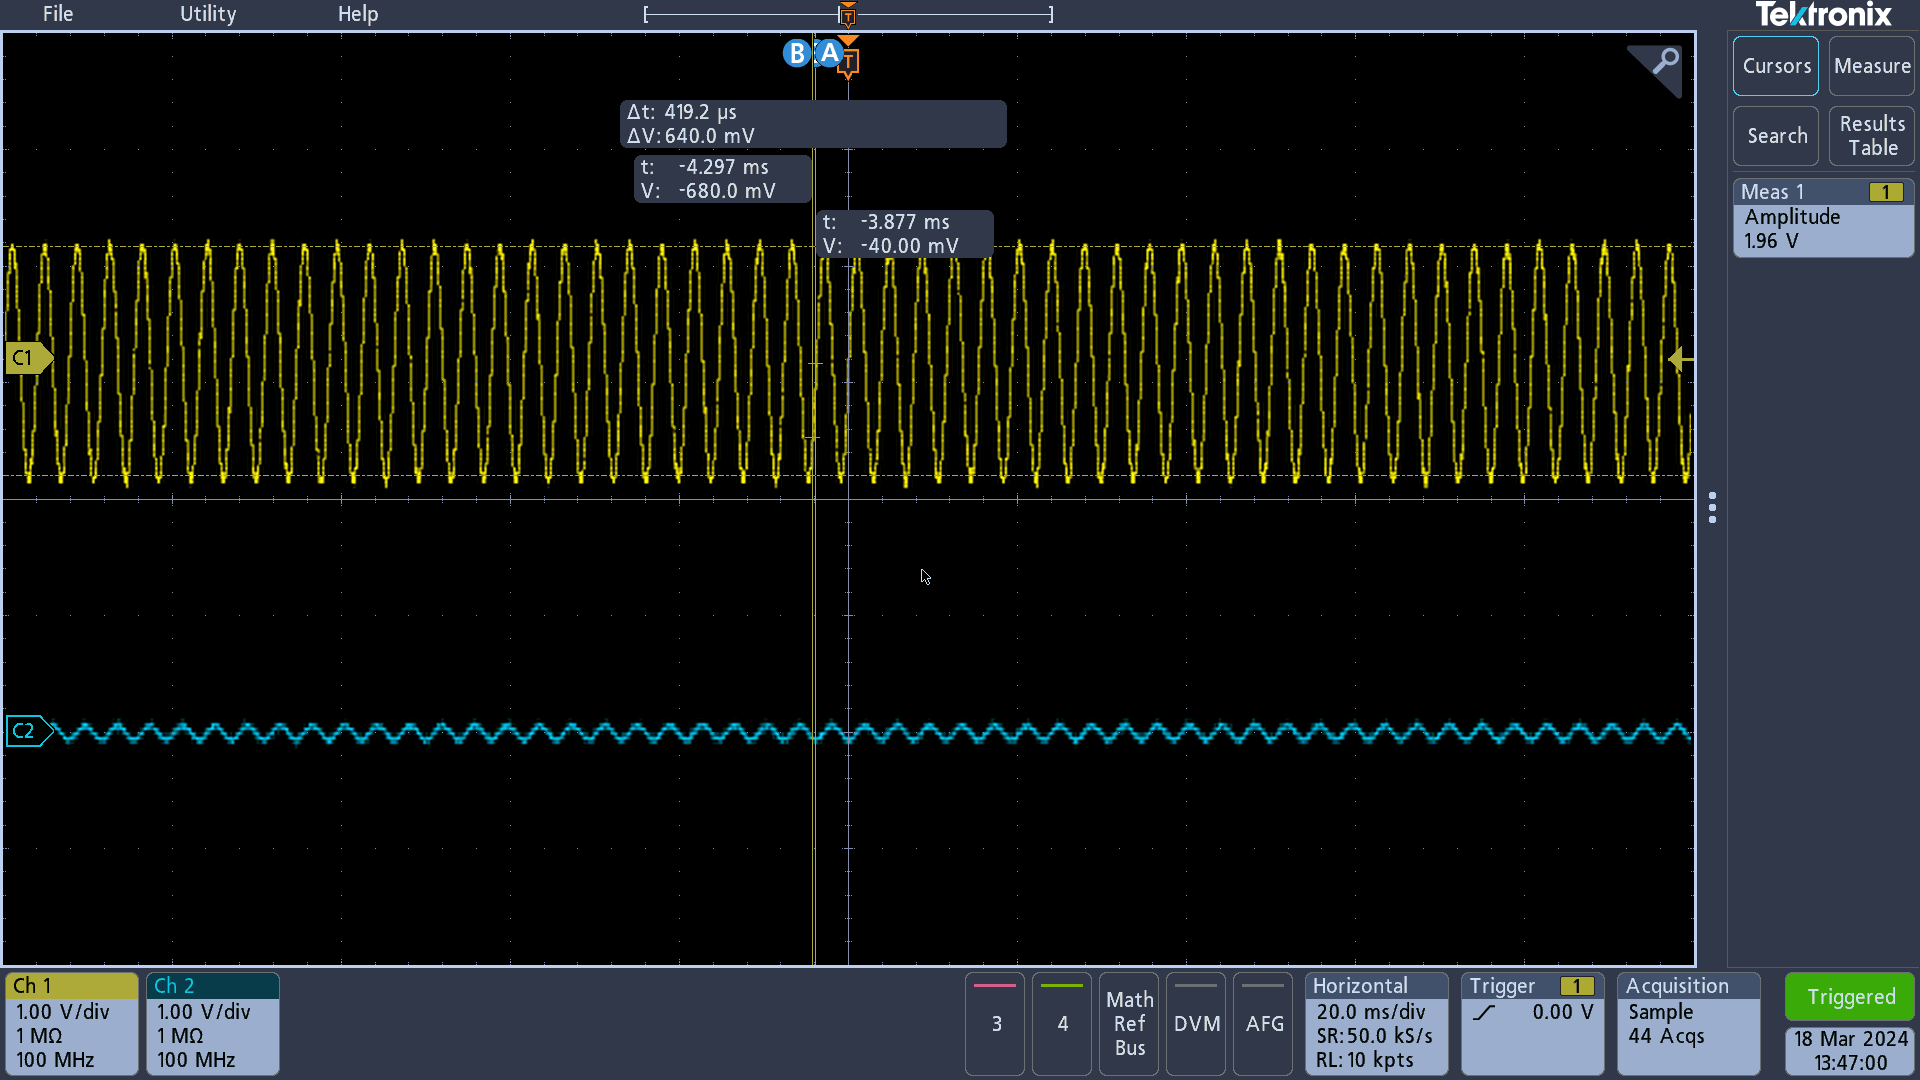 File Utility Help
T
Tektronix
B A T
Cursors Measure
Search Results Table
Δt: 419.2 µs
ΔV: 640.0 mV
t: -4.297 ms
V: -680.0 mV
t: -3.877 ms
V: -40.00 mV
Meas 1 1
Amplitude
1.96 V
C1
C2
Ch 1
1.00 V/div
1 MΩ
100 MHz
Ch 2
1.00 V/div
1 MΩ
100 MHz
3
4
Math
Ref
Bus
DVM
AFG
Horizontal
20.0 ms/div
SR: 50.0 kS/s
RL: 10 kpts
Trigger 1
0.00 V
Acquisition
Sample
44 Acqs
Triggered
18 Mar 2024
13:47:00